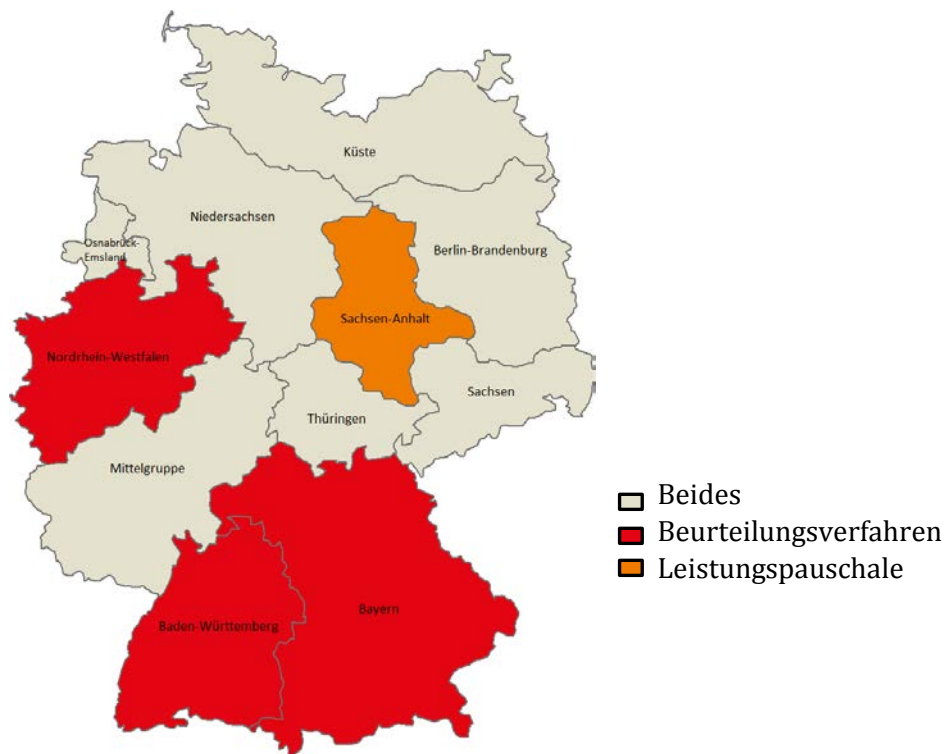 Küste
Niedersachsen
Osnabrück-
Emsland
Berlin-Brandenburg
Sachsen-Anhalt
Nordrhein-Westfalen
Sachsen
Thüringen
Mittelgruppe
Beides
Beurteilungsverfahren
Leistungspauschale
Bayern
Baden-Württemberg